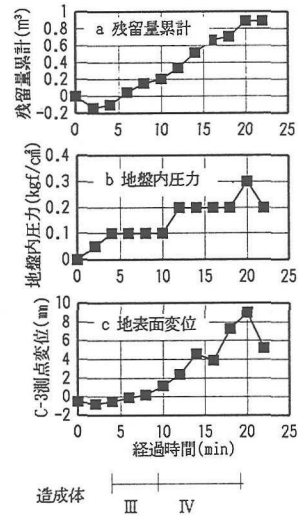 1
0.8
0.6
0.4
0.2
0
-0.2
残留量累計(m³)
a 残留量累計
0 5 10 15 20 25
0.4
0.3
0.2
0.1
0.0
地盤内圧力(kgf/c㎡)
b 地盤内圧力
0 5 10 15 20 25
10
8
6
4
2
0
-2
C-3測点変位(mm)
c 地表面変位
0 5 10 15 20 25
経過時間(min)
造成体
III IV